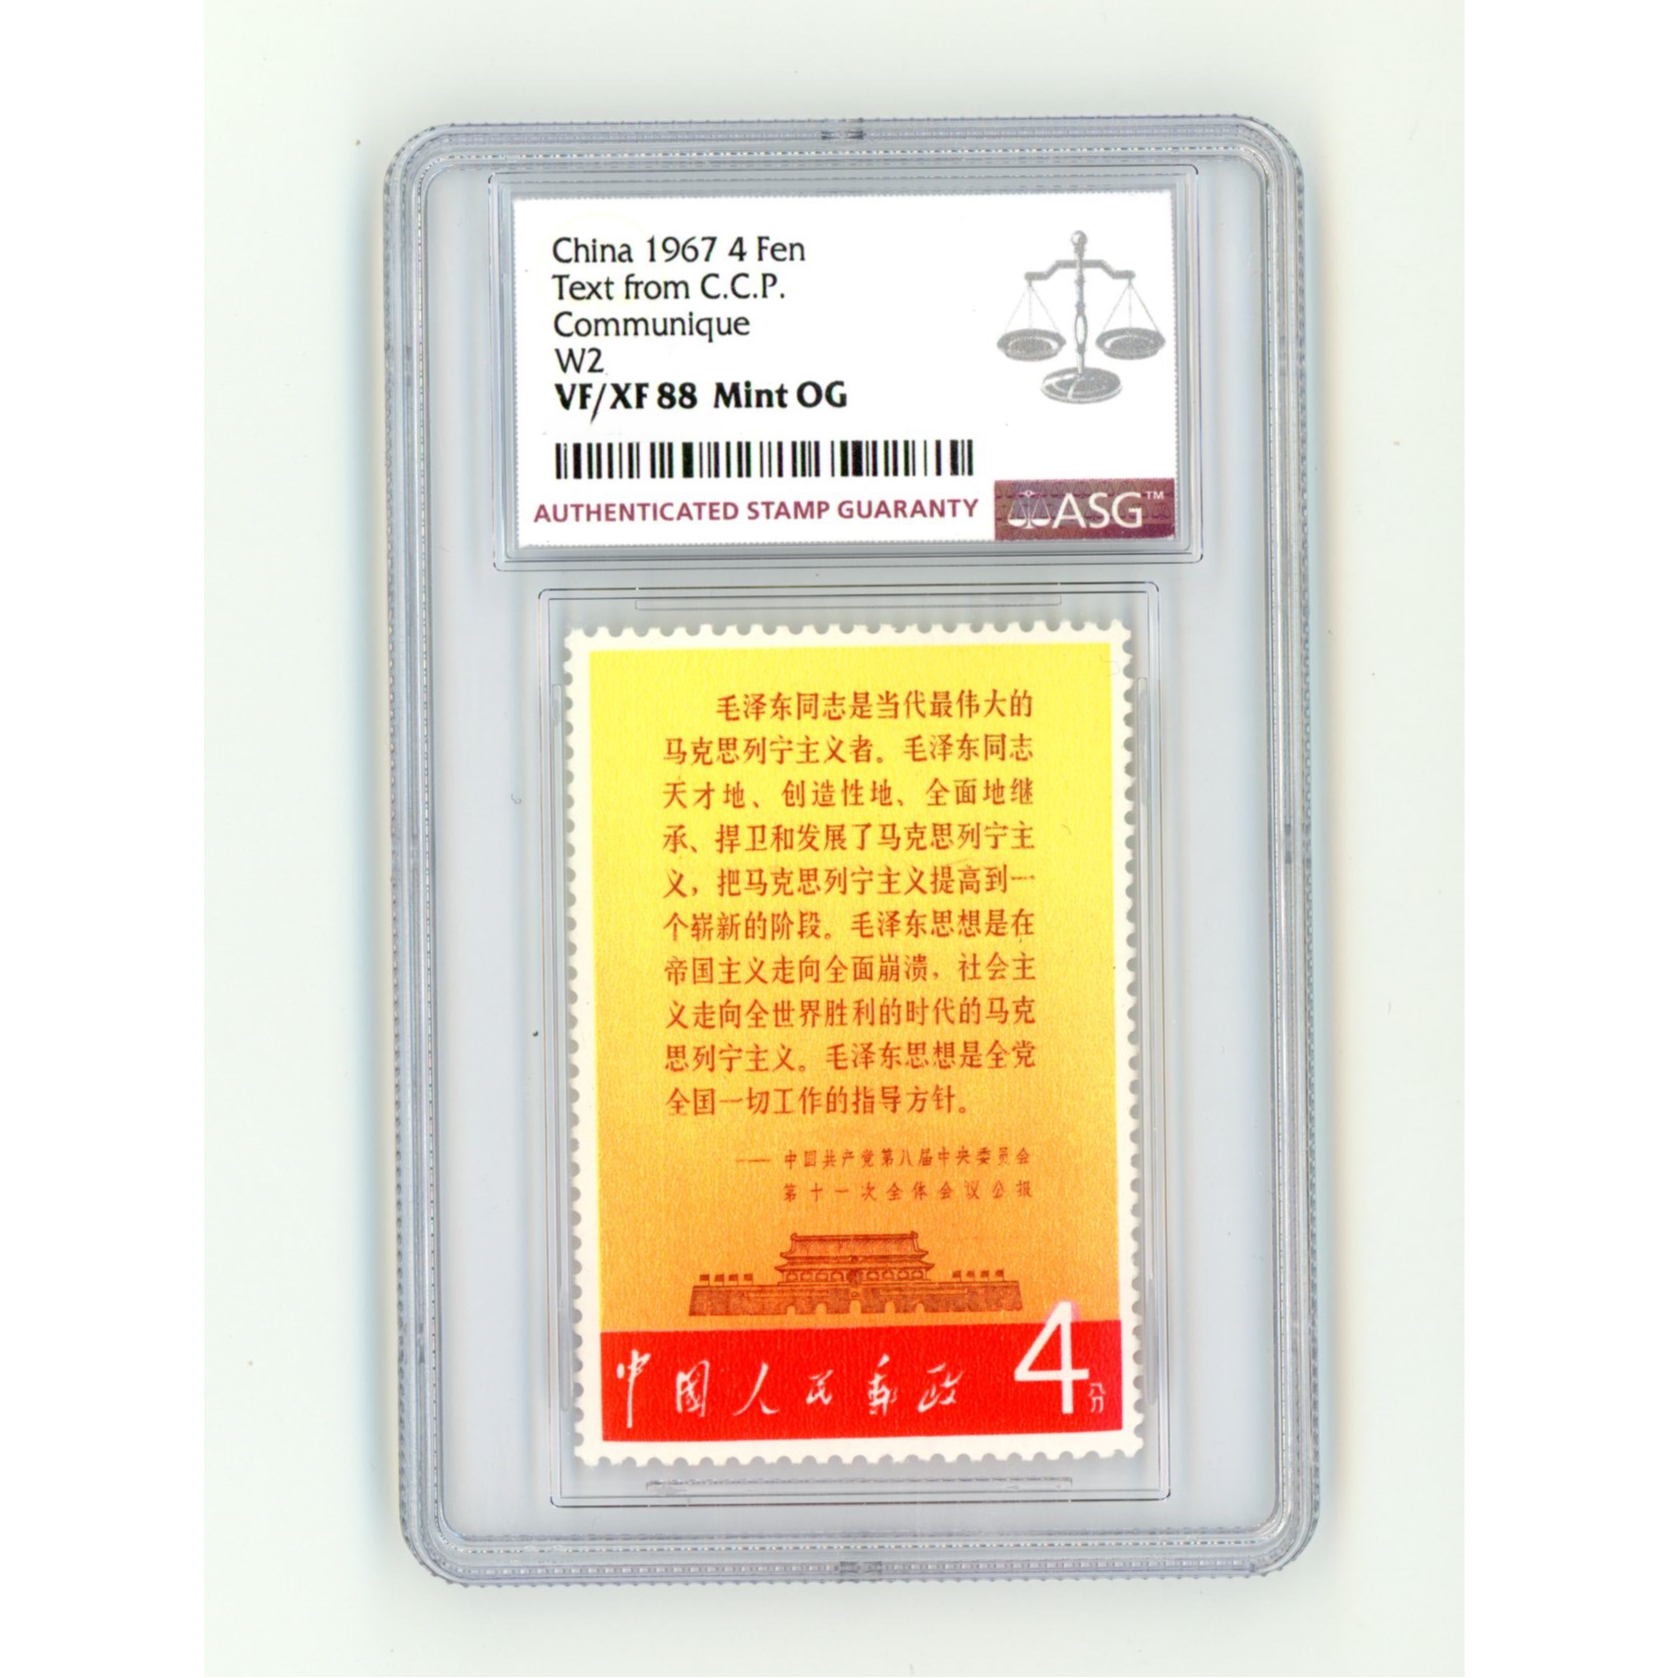 China 1967 4 Fen
Text from C.C.P.
Communique
W2
VF/XF 88 Mint OG
AUTHENTICATED STAMP GUARANTY
ASG™
毛泽东同志是当代最伟大的
马克思列宁主义者。毛泽东同志
天才地、创造性地、全面地继
承、捍卫和发展了马克思列宁主
义，把马克思列宁主义提高到一
个崭新的阶段。毛泽东思想是在
帝国主义走向全面崩溃，社会主
义走向全世界胜利的时代的马克
思列宁主义。毛泽东思想是全党
全国一切工作的指导方针。
——中国共产党第八届中央委员会
第十一次全体会议公报
中國人民郵政
4分